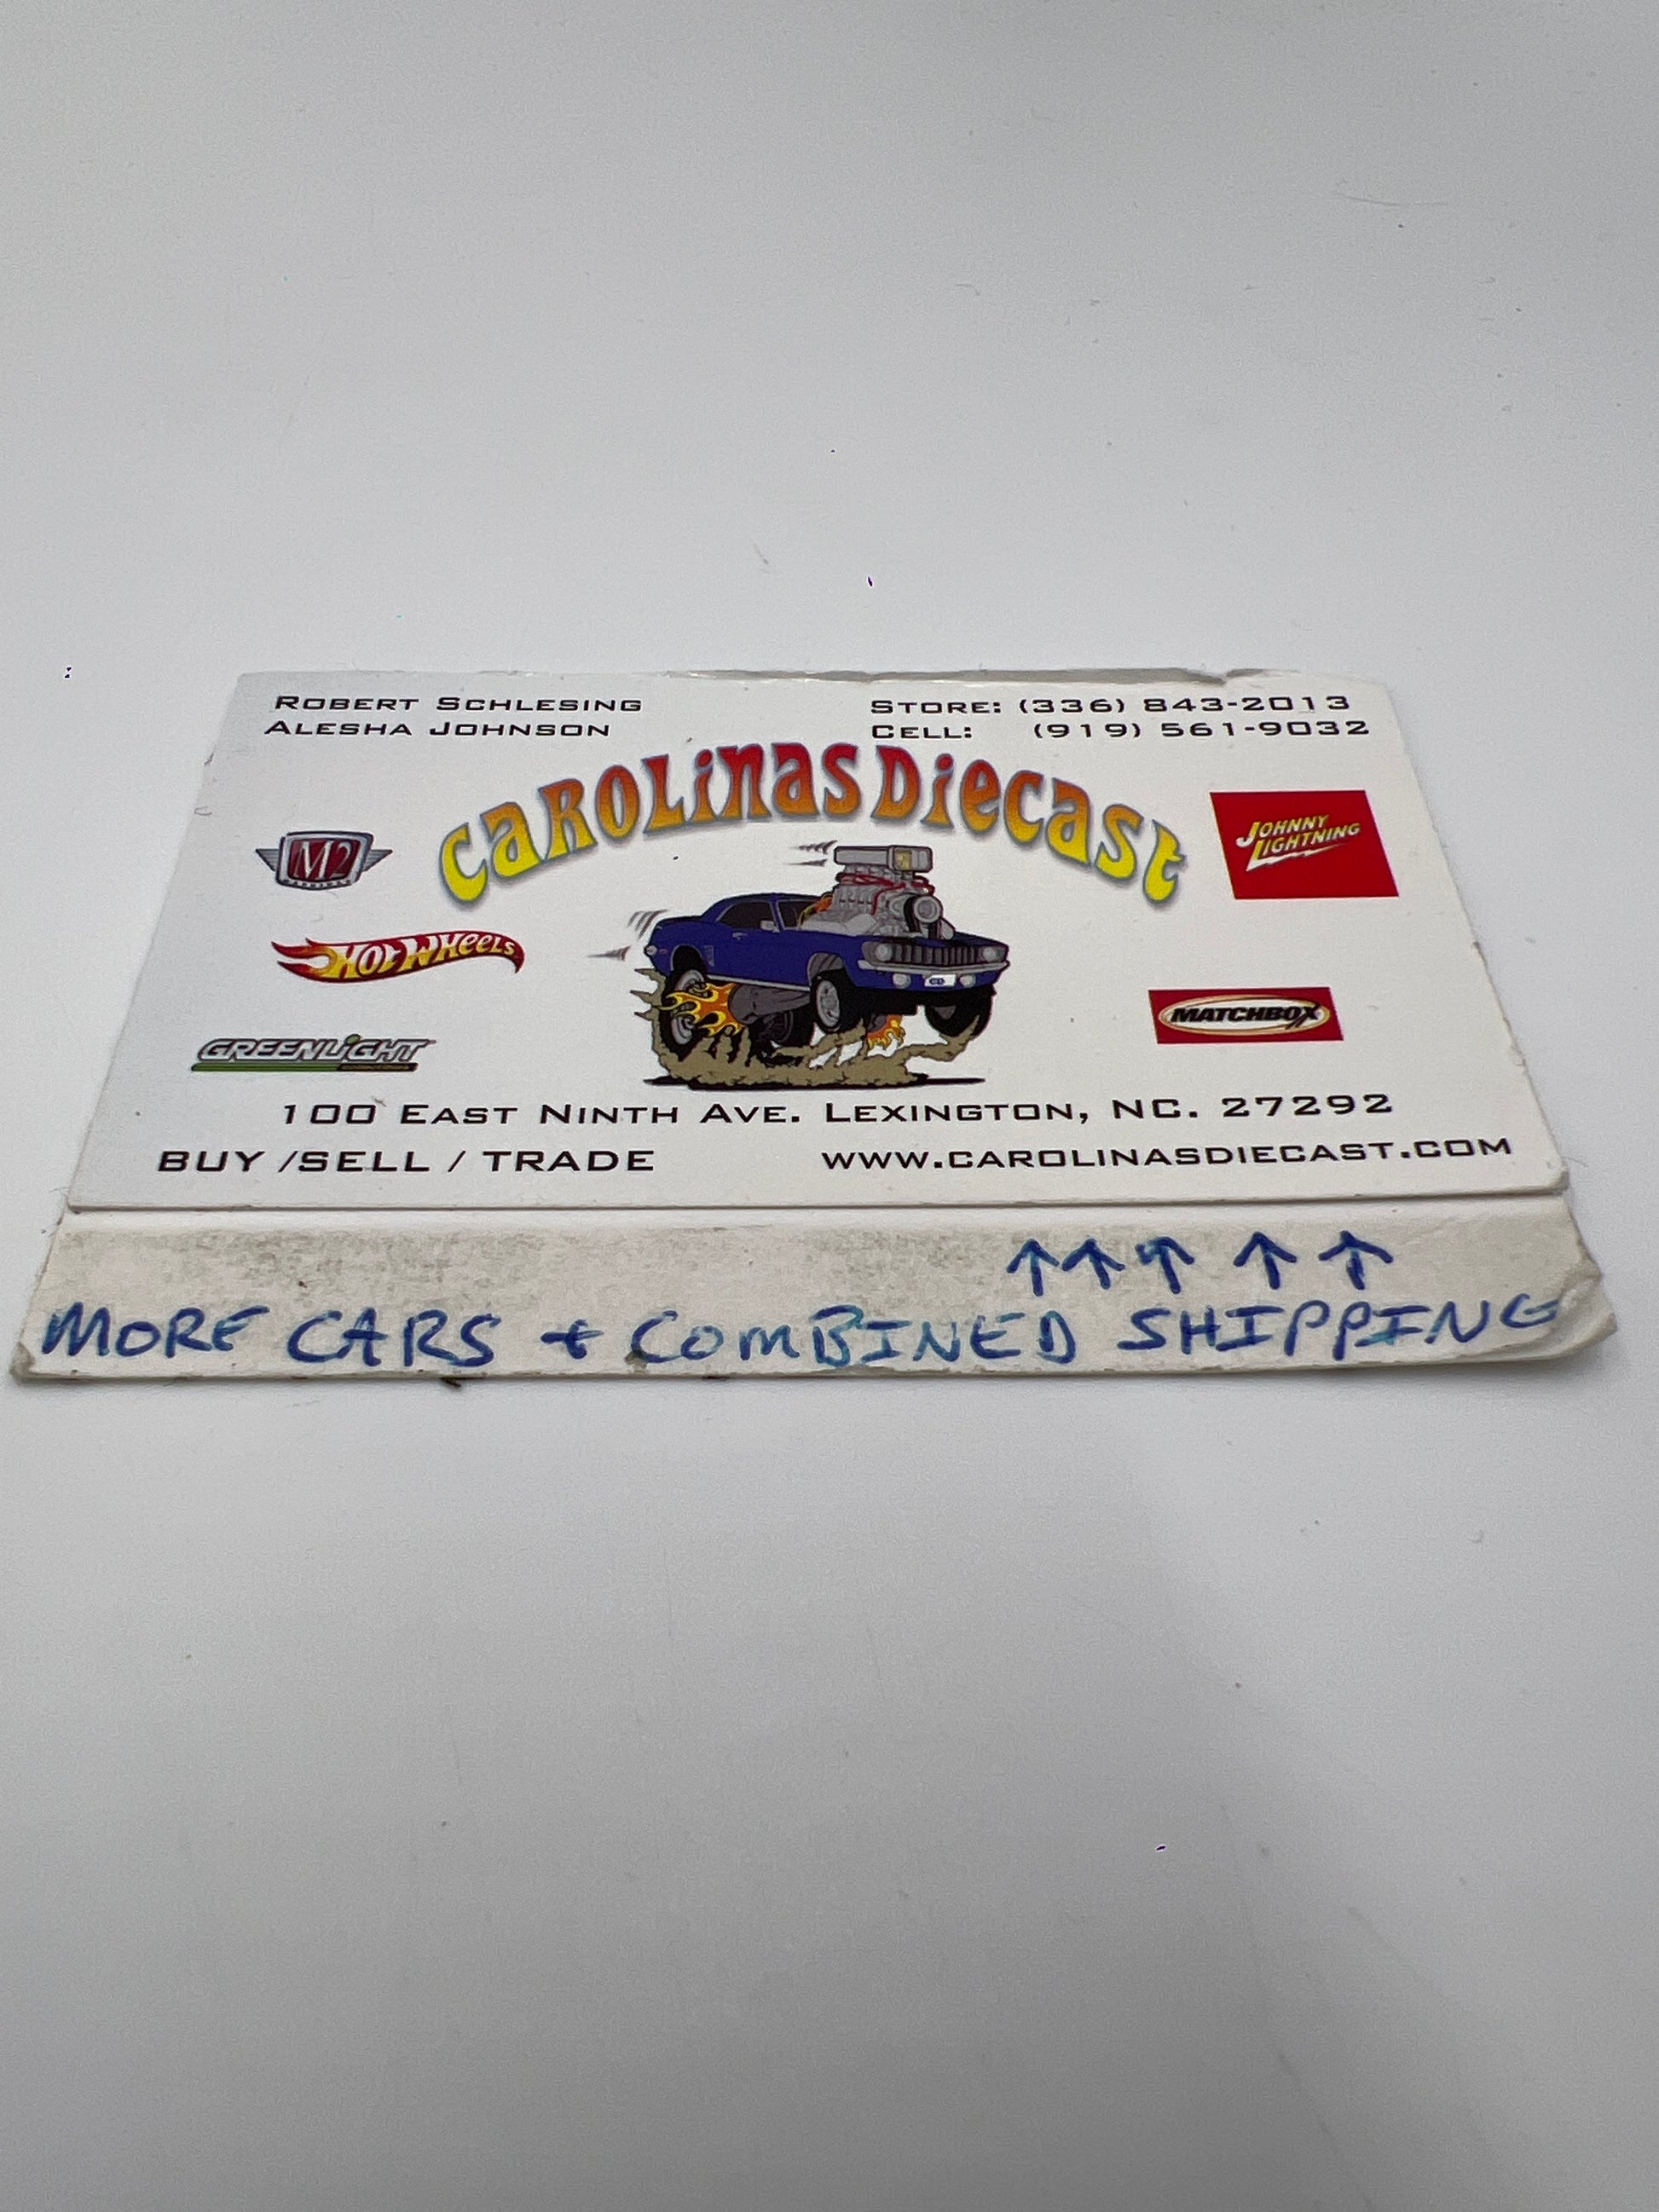 ROBERT SCHLESING
ALESHA JOHNSON
STORE: (336) 843-2013
CELL: (919) 561-9032
CAROLINAS DIECAST
M2
JOHNNY LIGHTNING
HOT WHEELS
MATCHBOX
GREENLIGHT
100 EAST NINTH AVE. LEXINGTON, NC. 27292
BUY /SELL / TRADE
WWW.CAROLINASDIECAST.COM
↑ ↑ ↑ ↑ ↑
MORE CARS + COMBINED SHIPPING